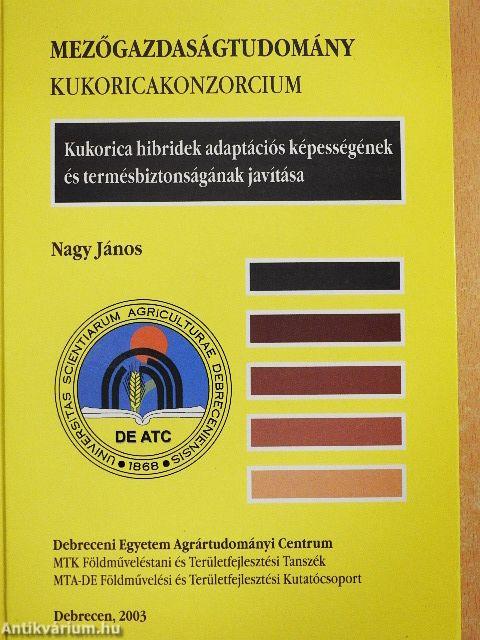 MEZŐGAZDASÁGTUDOMÁNY
KUKORICAKONZORCIUM
Kukorica hibridek adaptációs képességének
és termésbiztonságának javítása
Nagy János
UNIVERSITAS SCIENTIARUM AGRICULTURAE DEBRECENIENSIS
DE ATC
• 1868 •
Debreceni Egyetem Agrártudományi Centrum
MTK Földműveléstani és Területfejlesztési Tanszék
MTA-DE Földművelési és Területfejlesztési Kutatócsoport
Debrecen, 2003
Antikvárium.hu